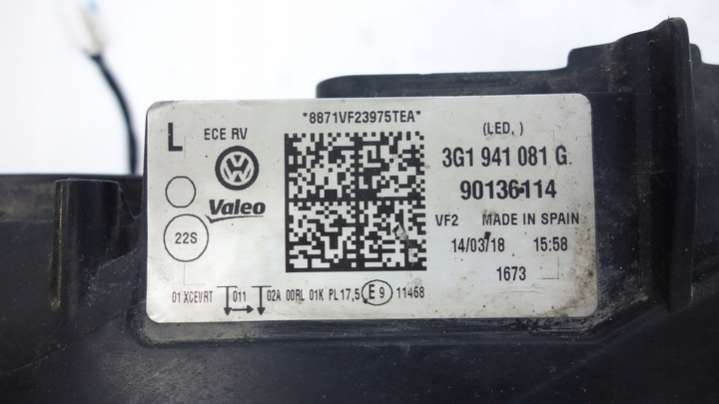 *8871VF23975TEA*
L ECE RV
(LED, )
3G1 941 081 G.
Valeo
90136114
VF2 MADE IN SPAIN
22S
14/03/18 15:58
1673
01 XCEVRT 011 02A 00RL 01K PL17,5 E9 11468